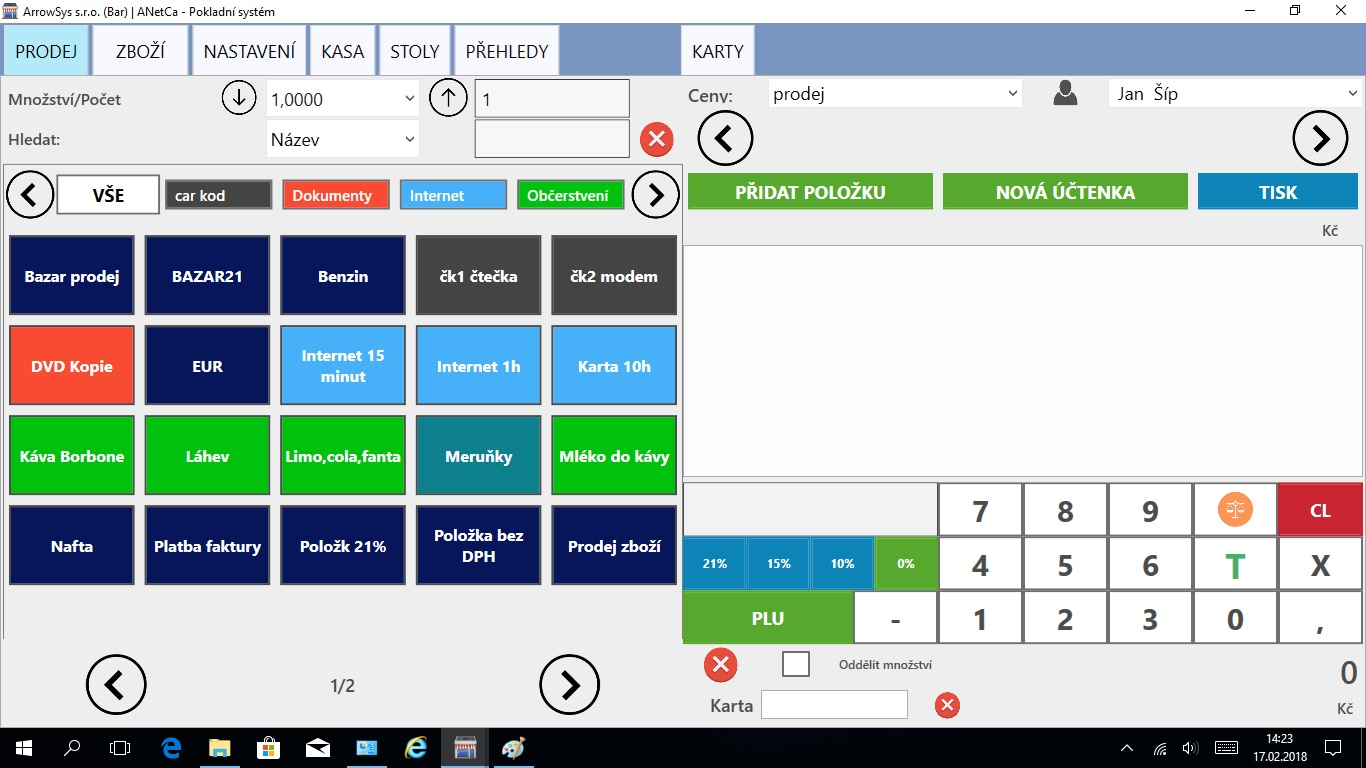 ArrowSys s.r.o. (Bar) | ANetCa - Pokladní systém
PRODEJ ZBOŽÍ NASTAVENÍ KASA STOLY PŘEHLEDY KARTY
Množství/Počet 1,0000 1
Ceny: prodej Jan Šíp
Hledat: Název
VŠE car kod Dokumenty Internet Občerstvení
PŘIDAT POLOŽKU NOVÁ ÚČTENKA TISK
Kč
Bazar prodej BAZAR21 Benzin čk1 čtečka čk2 modem
DVD Kopie EUR Internet 15 minut Internet 1h Karta 10h
Káva Borbone Láhev Limo,cola,fanta Meruňky Mléko do kávy
Nafta Platba faktury Položk 21% Položka bez DPH Prodej zboží
7 8 9 CL
21% 15% 10% 0% 4 5 6 T X
PLU - 1 2 3 0 ,
1/2
Oddělit množství
0
Karta
Kč
14:23
17.02.2018